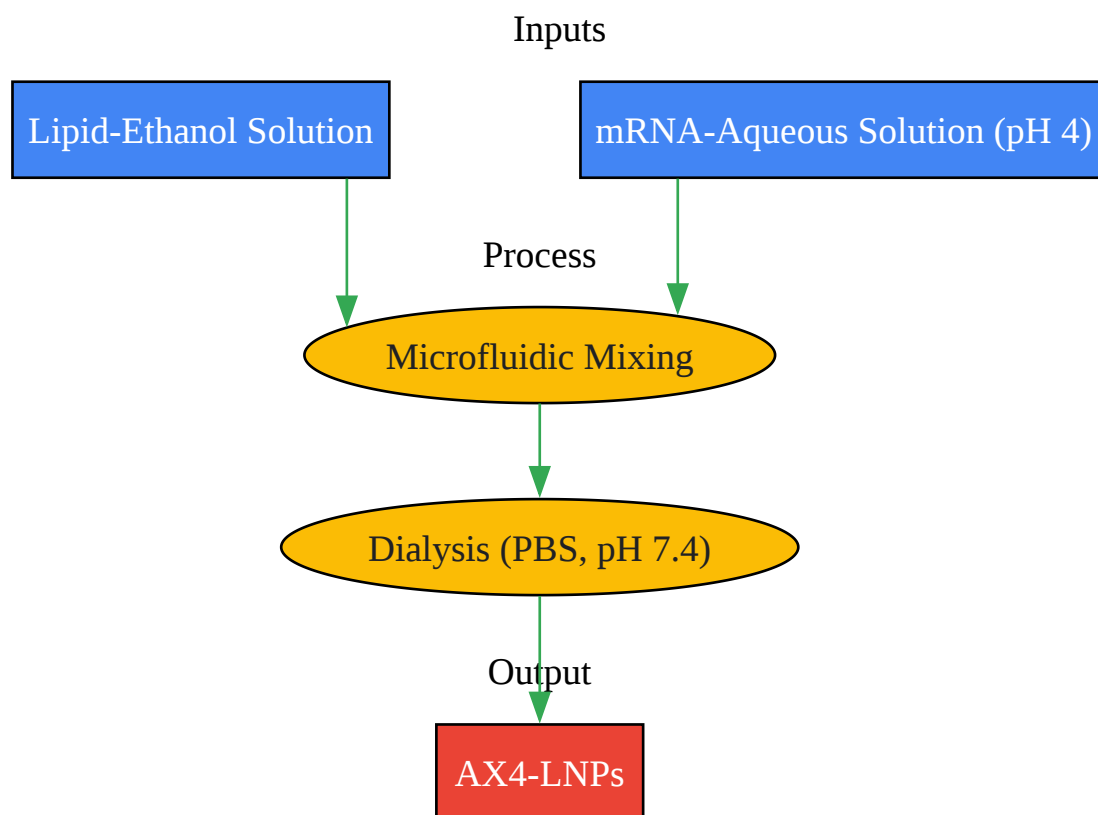 Inputs
Lipid-Ethanol Solution
mRNA-Aqueous Solution (pH 4)
Process
Microfluidic Mixing
Dialysis (PBS, pH 7.4)
Output
AX4-LNPs